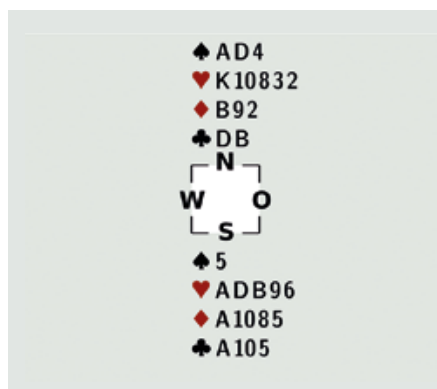 ♠ AD4
♥ K10832
♦ B92
♣ DB
N
W O
S
♠ 5
♥ ADB96
♦ A1085
♣ A105